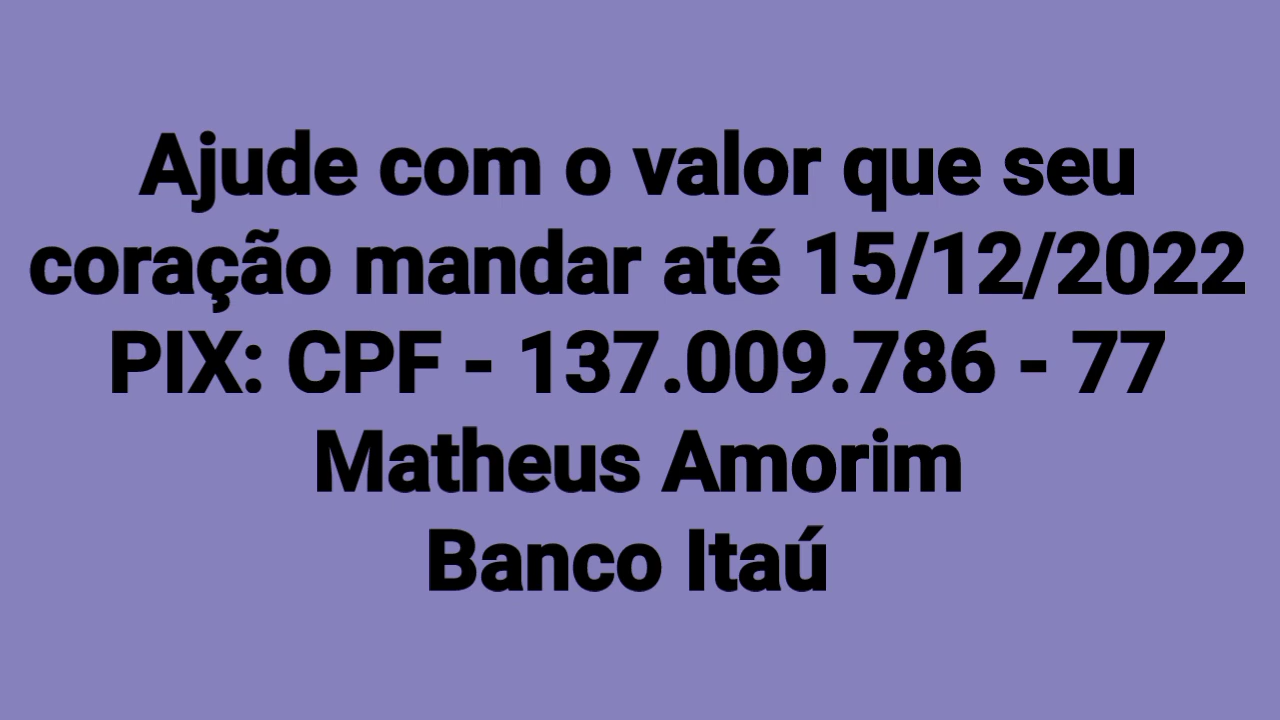 Ajude com o valor que seu
coração mandar até 15/12/2022
PIX: CPF - 137.009.786 - 77
Matheus Amorim
Banco Itaú